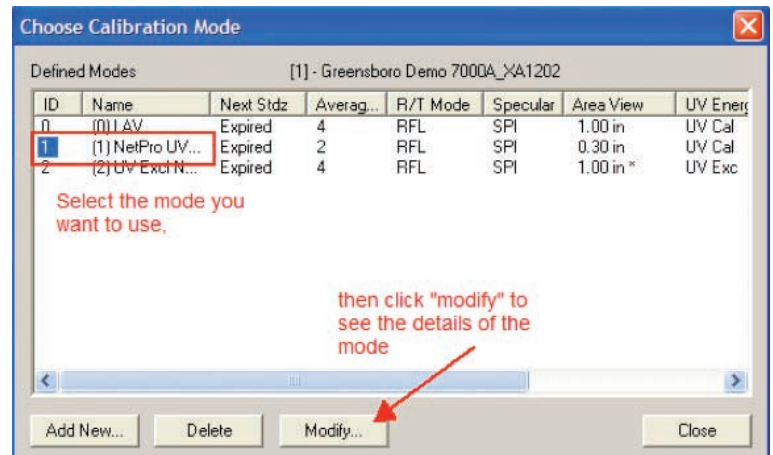 Choose Calibration Mode
Defined Modes [1] - Greensboro Demo 7000A_XA1202
ID Name Next Stdz Averag... R/T Mode Specular Area View UV Energ
0 (0) LAV Expired 4 RFL SPI 1.00 in UV Cal
1 (1) NetPro UV... Expired 2 RFL SPI 0.30 in UV Cal
2 (2) UV Excl N... Expired 4 RFL SPI 1.00 in * UV Exc
Select the mode you
want to use,
then click "modify" to
see the details of the
mode
Add New... Delete Modify... Close